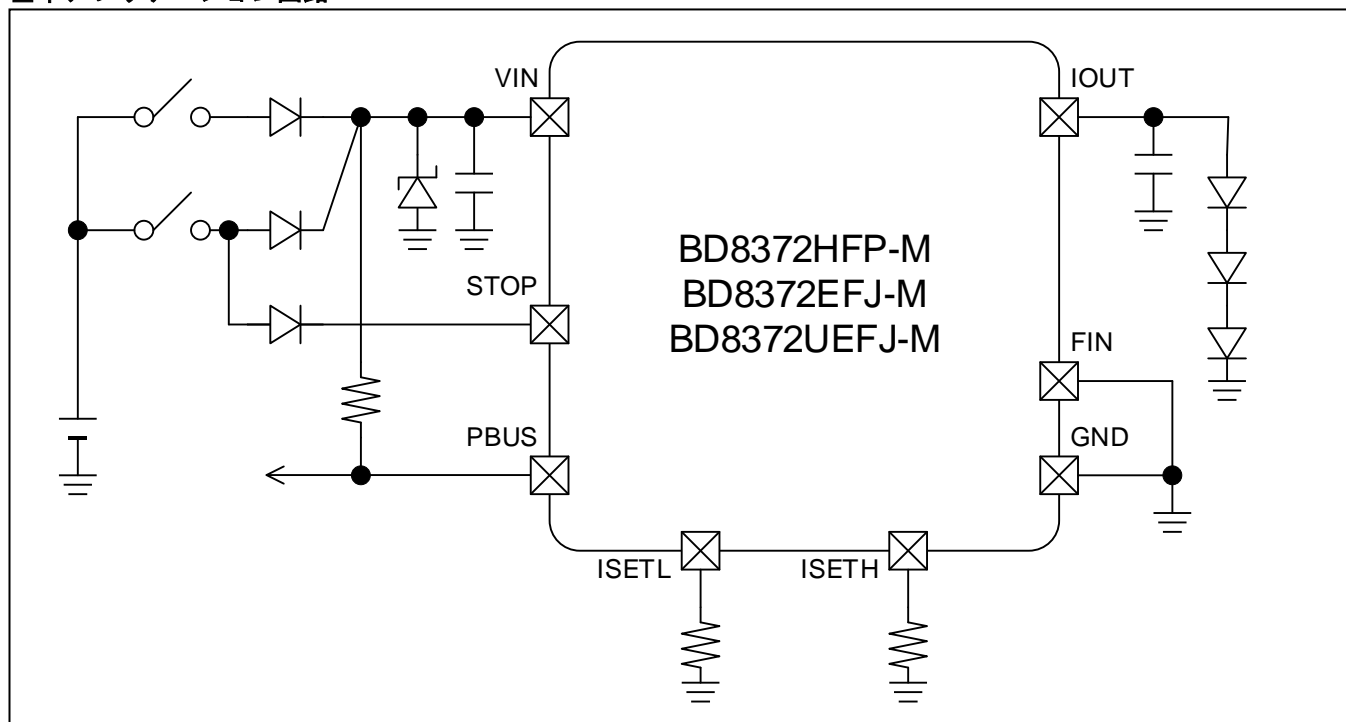 VIN
IOUT
BD8372HFP-M
BD8372EFJ-M
BD8372UEFJ-M
STOP
FIN
PBUS
GND
ISETL
ISETH